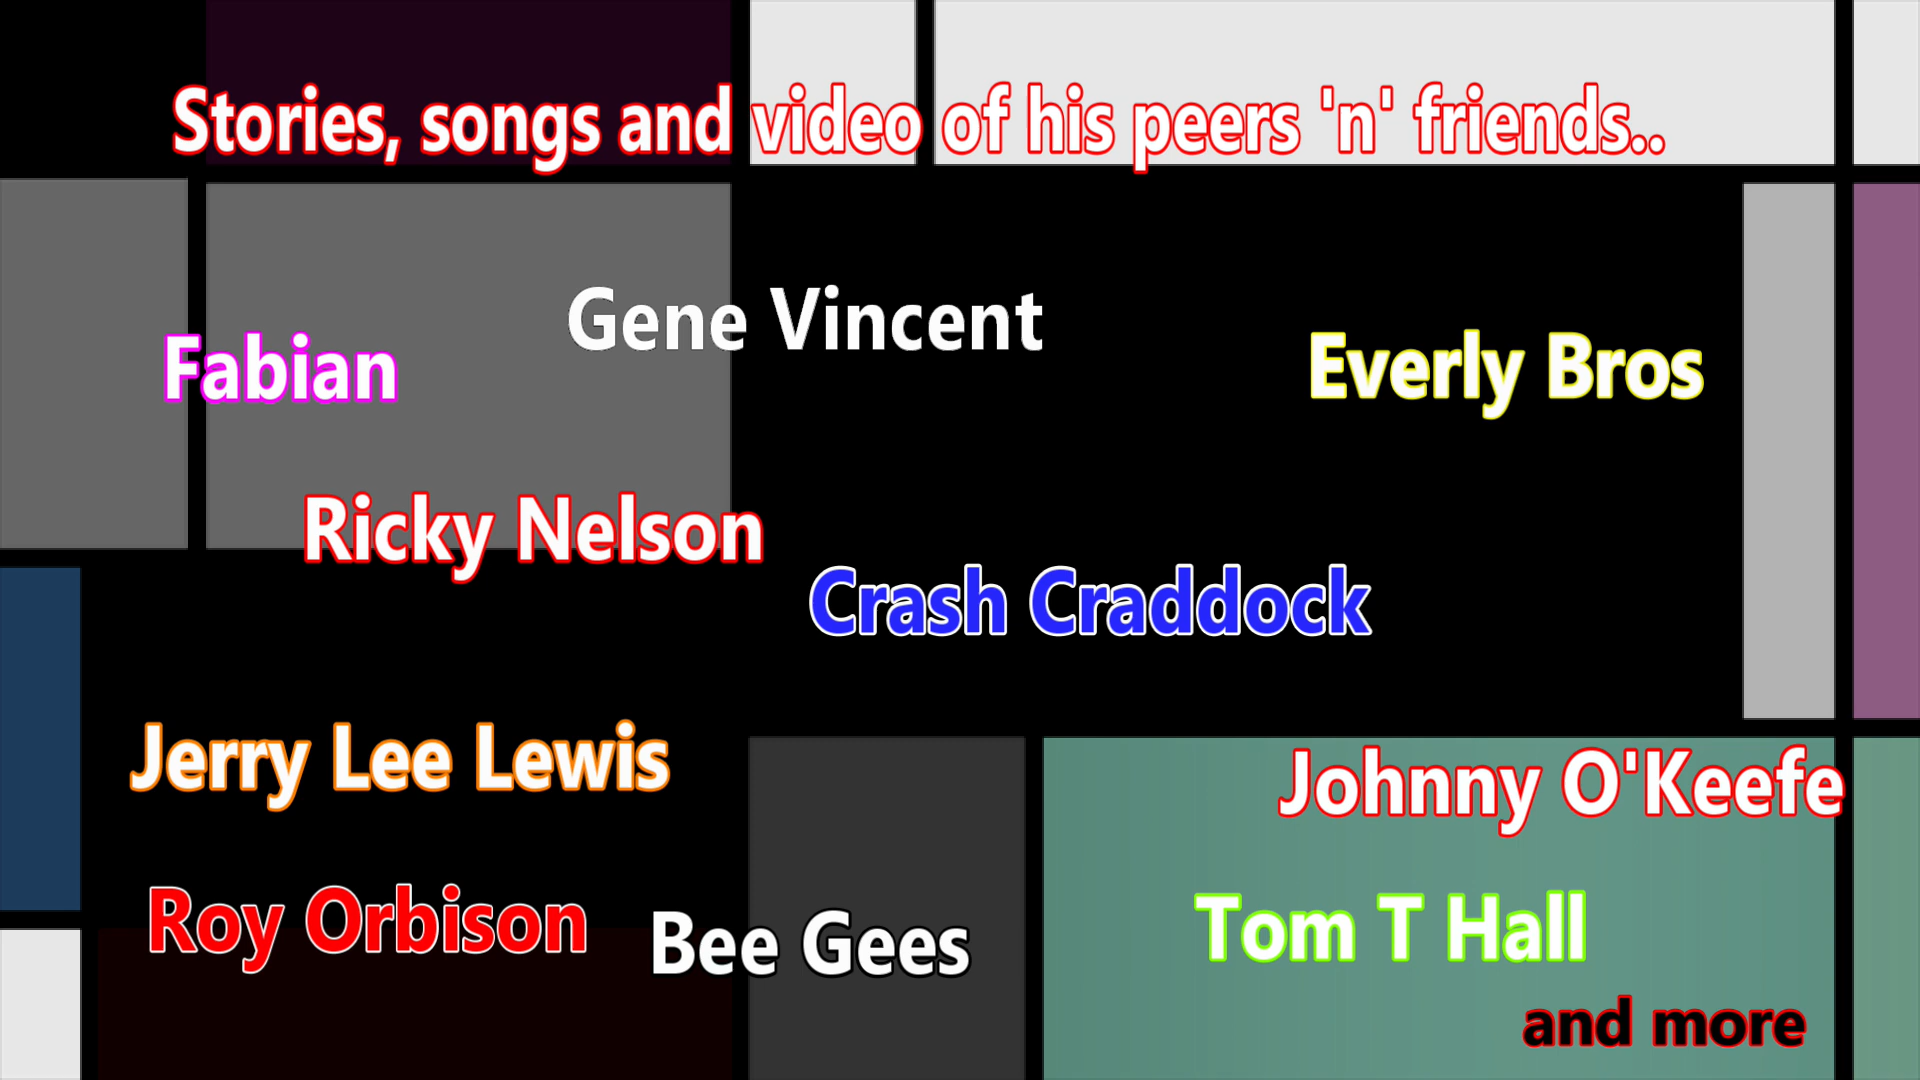 Stories, songs and video of his peers 'n' friends..
Gene Vincent
Fabian
Everly Bros
Ricky Nelson
Crash Craddock
Jerry Lee Lewis
Johnny O'Keefe
Roy Orbison
Bee Gees
Tom T Hall
and more